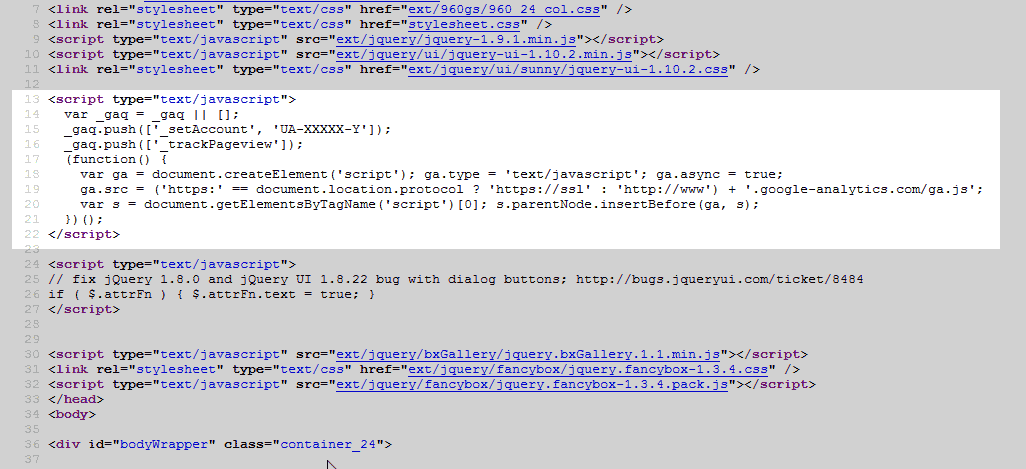 7 <link rel="stylesheet" type="text/css" href="ext/960gs/960_24_col.css" />
8 <link rel="stylesheet" type="text/css" href="stylesheet.css" />
9 <script type="text/javascript" src="ext/jquery/jquery-1.9.1.min.js"></script>
10 <script type="text/javascript" src="ext/jquery/ui/jquery-ui-1.10.2.min.js"></script>
11 <link rel="stylesheet" type="text/css" href="ext/jquery/ui/sunny/jquery-ui-1.10.2.css" />
12
13 <script type="text/javascript">
14   var _gaq = _gaq || [];
15   _gaq.push(['_setAccount', 'UA-XXXXX-Y']);
16   _gaq.push(['_trackPageview']);
17   (function() {
18     var ga = document.createElement('script'); ga.type = 'text/javascript'; ga.async = true;
19     ga.src = ('https:' == document.location.protocol ? 'https://ssl' : 'http://www') + '.google-analytics.com/ga.js';
20     var s = document.getElementsByTagName('script')[0]; s.parentNode.insertBefore(ga, s);
21   })();
22 </script>
23
24 <script type="text/javascript">
25 // fix jQuery 1.8.0 and jQuery UI 1.8.22 bug with dialog buttons; http://bugs.jqueryui.com/ticket/8484
26 if ( $.attrFn ) { $.attrFn.text = true; }
27 </script>
28
29
30 <script type="text/javascript" src="ext/jquery/bxGallery/jquery.bxGallery.1.1.min.js"></script>
31 <link rel="stylesheet" type="text/css" href="ext/jquery/fancybox/jquery.fancybox-1.3.4.css" />
32 <script type="text/javascript" src="ext/jquery/fancybox/jquery.fancybox-1.3.4.pack.js"></script>
33 </head>
34 <body>
35
36 <div id="bodyWrapper" class="container_24">
37